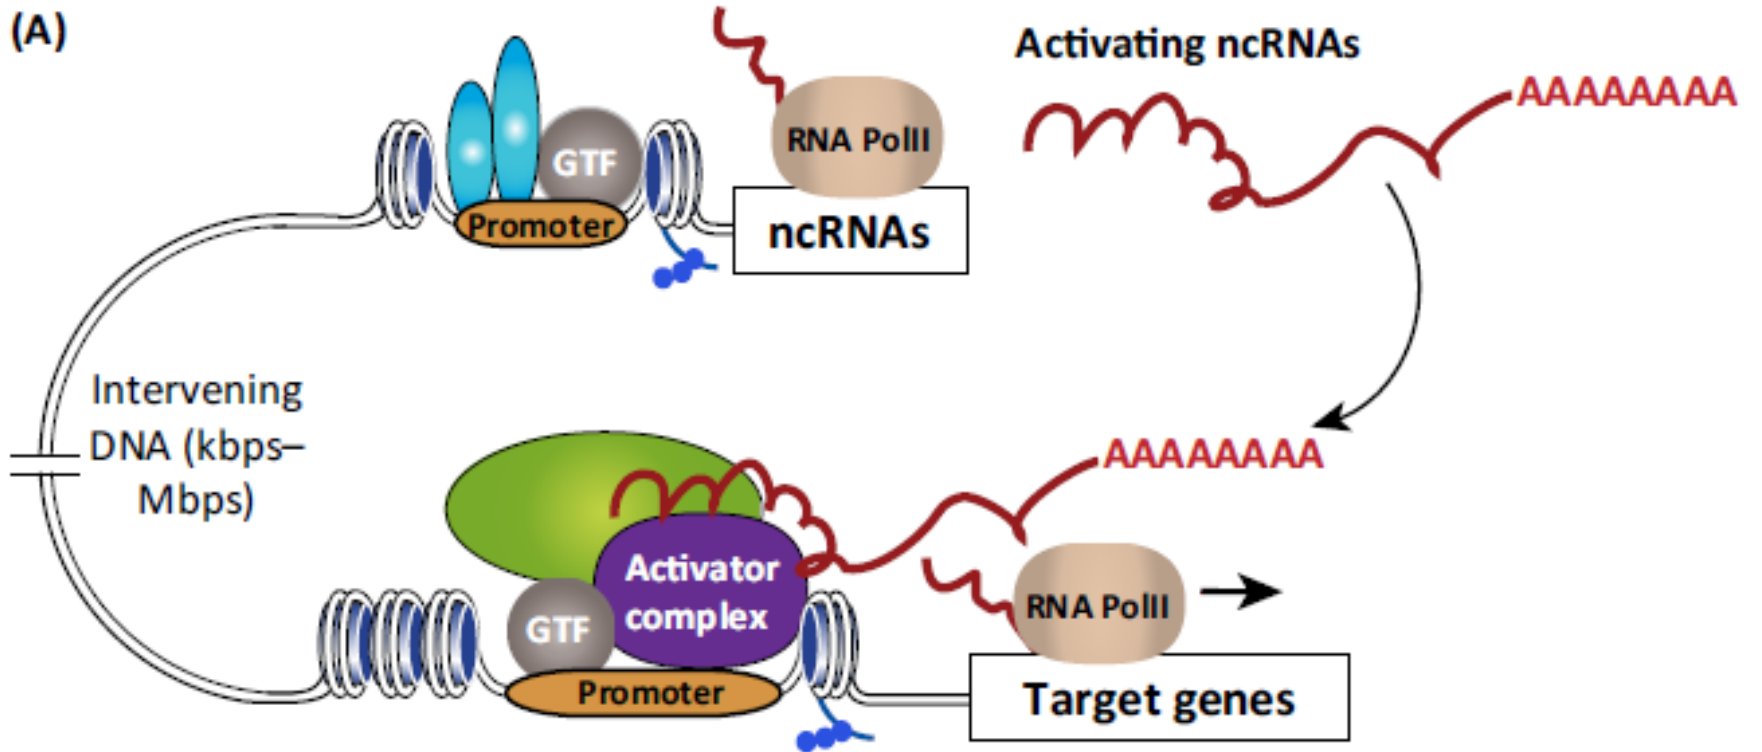 (A)
Activating ncRNAs
AAAAAAAA
RNA PolII
GTF
Promoter
ncRNAs
Intervening
DNA (kbps–
Mbps)
AAAAAAAA
Activator
complex
GTF
RNA PolII
Promoter
Target genes